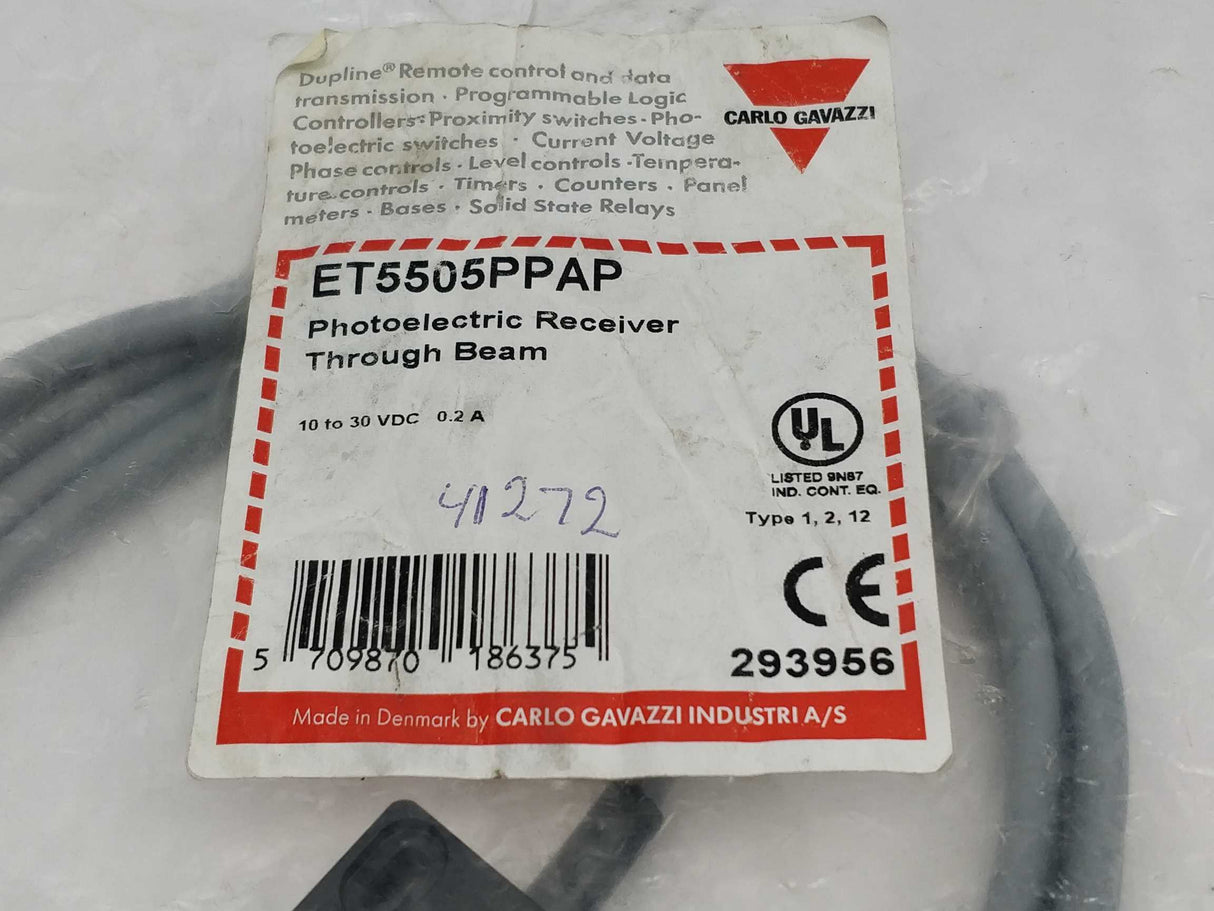 Dupline® Remote control and data
transmission · Programmable Logic
Controllers · Proximity switches · Pho-
toelectric switches · Current Voltage
Phase controls · Level controls · Tempera-
ture controls · Timers · Counters · Panel
meters · Bases · Solid State Relays
CARLO GAVAZZI
ET5505PPAP
Photoelectric Receiver
Through Beam
10 to 30 VDC 0.2 A
UL
LISTED 9N87
IND. CONT. EQ.
Type 1, 2, 12
41272
CE
5 709870 186375
293956
Made in Denmark by CARLO GAVAZZI INDUSTRI A/S